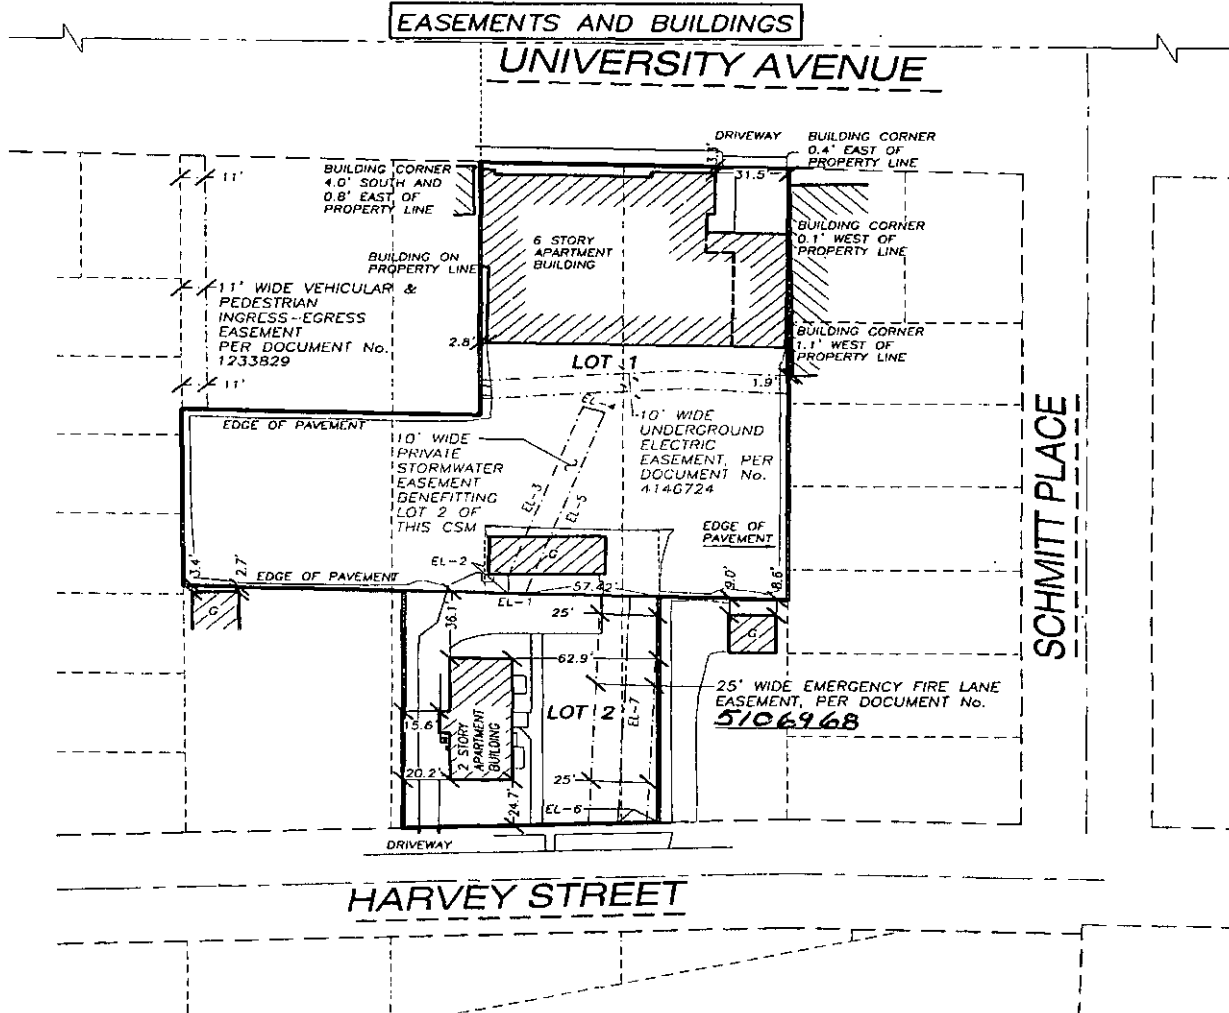 EASEMENTS AND BUILDINGS
UNIVERSITY AVENUE
DRIVEWAY
BUILDING CORNER
0.4' EAST OF
PROPERTY LINE
3.3'
31.5'
11'
BUILDING CORNER
4.0' SOUTH AND
0.8' EAST OF
PROPERTY LINE
6 STORY
APARTMENT
BUILDING
BUILDING CORNER
0.1' WEST OF
PROPERTY LINE
BUILDING ON
PROPERTY LINE
11' WIDE VEHICULAR &
PEDESTRIAN
INGRESS-EGRESS
EASEMENT
PER DOCUMENT No.
1233829
2.8'
BUILDING CORNER
1.1' WEST OF
PROPERTY LINE
LOT 1
11'
1.9'
EDGE OF PAVEMENT
10' WIDE
PRIVATE
STORMWATER
EASEMENT
BENEFITTING
LOT 2 OF
THIS CSM
10' WIDE
UNDERGROUND
ELECTRIC
EASEMENT, PER
DOCUMENT No.
4146724
EL-3
EL-5
SCHMITT PLACE
EDGE OF
PAVEMENT
EL-2
G
3.4'
2.7'
EDGE OF PAVEMENT
57.42'
9.0'
8.6'
EL-1
G
36.1'
25'
G
62.9'
25' WIDE EMERGENCY FIRE LANE
EASEMENT, PER DOCUMENT No.
5106968
LOT 2
EL-7
15.6'
2 STORY
APARTMENT
BUILDING
20.2'
25'
24.7'
EL-6
DRIVEWAY
HARVEY STREET